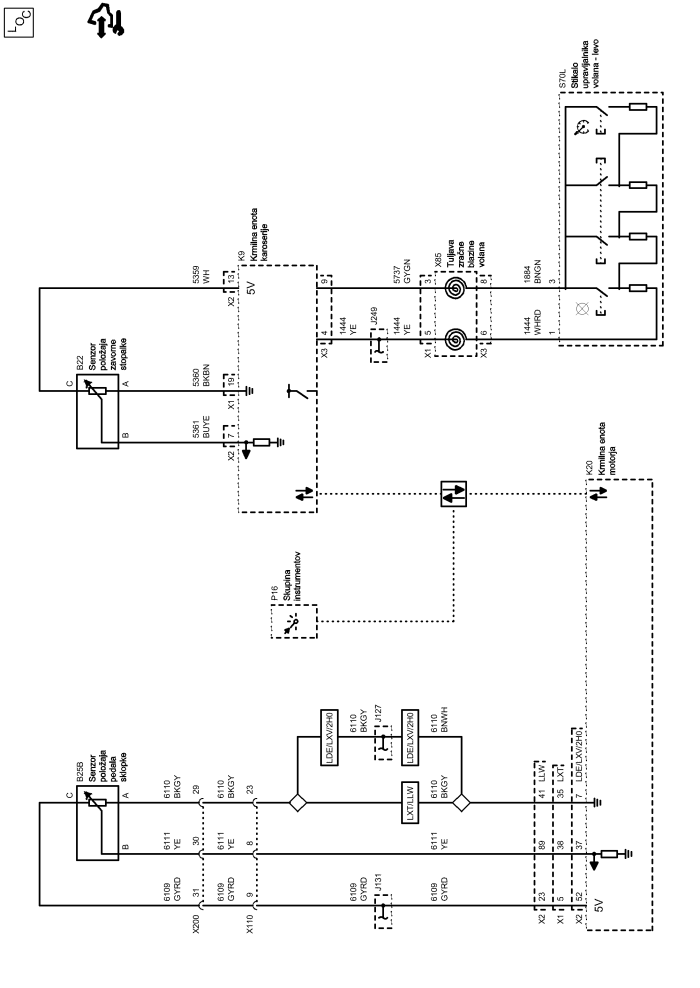 LOC
B25B
Senzor
položaja
pedala
sklopke
C
A
B
6109
GYRD
6111
YE
6110
BKGY
X200
31
30
29
6109
GYRD
6111
YE
6110
BKGY
X110
9
8
23
LDE/LXV/2H0
6110
BKGY
J127
LDE/LXV/2H0
6110
BNWH
J131
6109
GYRD
6109
GYRD
6111
YE
LXT/LLW
6110
BKGY
X2
23
89
41
LLW
X1
5
38
35
LXT
X2
52
37
7
LDE/LXV/2H0
5V
K20
Krmilna enota
motorja
P16
Skupina
instrumentov
B22
Senzor
položaja
zavorne
stopalke
C
A
B
5361
BUYE
5360
BKBN
5359
WH
X2
7
X1
19
X2
13
K9
Krmilna enota
karoserije
5V
X3
4
9
1444
YE
J249
1444
YE
5737
GYGN
X1
5
3
X85
Tuljava
zračne
blazine
volana
X3
6
8
1444
WHRD
1884
BNGN
1
3
S70L
Stikalo
upravljalnika
volana - levo